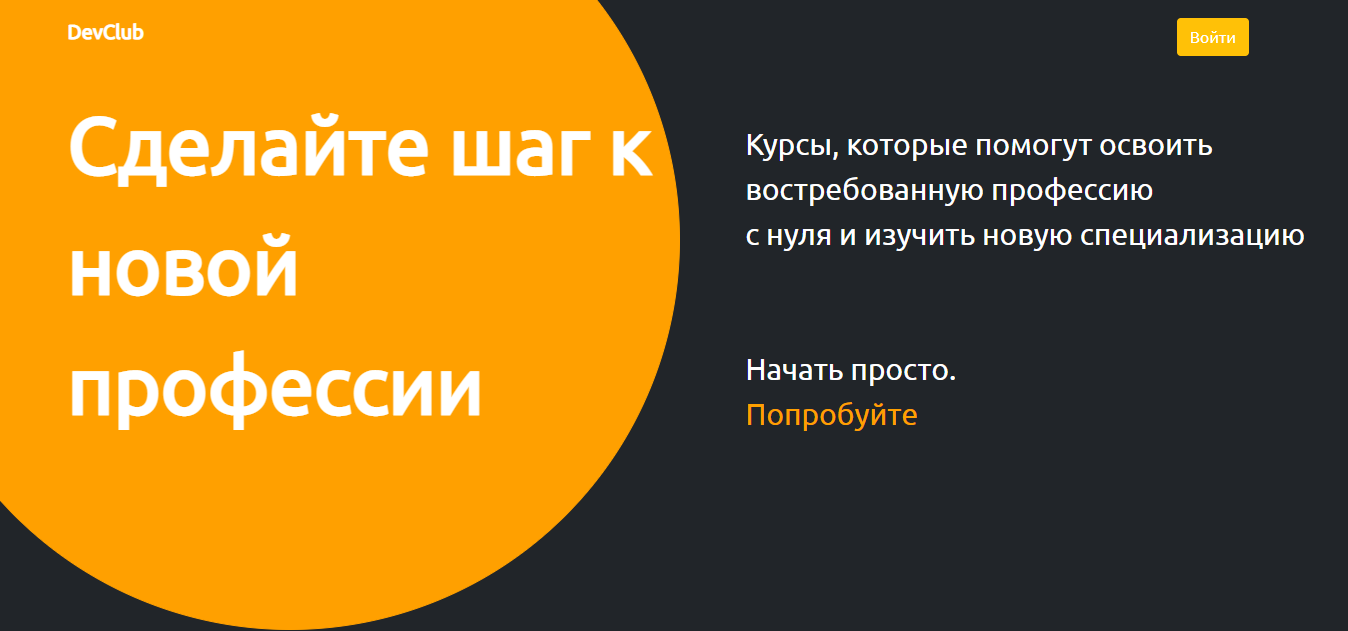 DevClub
Войти
Сделайте шаг к
новой
профессии
Курсы, которые помогут освоить
востребованную профессию
с нуля и изучить новую специализацию
Начать просто.
Попробуйте